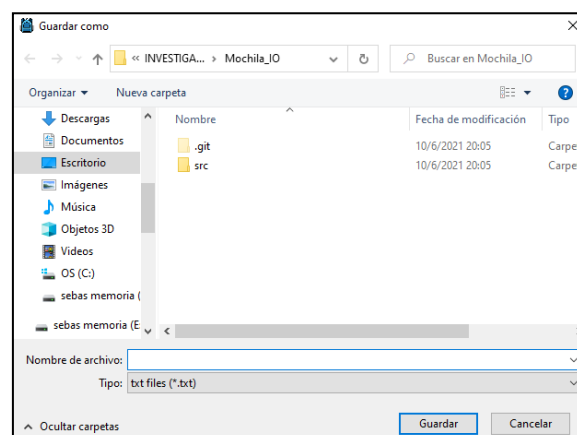 Guardar como
« INVESTIGA... › Mochila_IO
Buscar en Mochila_IO
Organizar
Nueva carpeta
Descargas
Documentos
Escritorio
Imágenes
Música
Objetos 3D
Videos
OS (C:)
sebas memoria (
sebas memoria (E
Nombre
Fecha de modificación
Tipo
.git
10/6/2021 20:05
Carpe
src
10/6/2021 20:05
Carpe
Nombre de archivo:
Tipo: txt files (*.txt)
Ocultar carpetas
Guardar
Cancelar